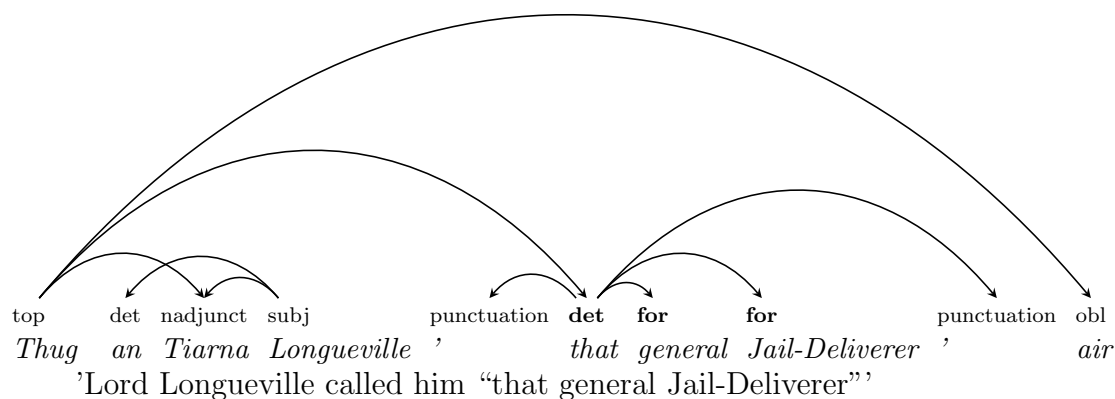 top det nadjunct subj punctuation det for for punctuation obl
Thug an Tiarna Longueville ’ that general Jail-Deliverer ’ air
’Lord Longueville called him “that general Jail-Deliverer”’